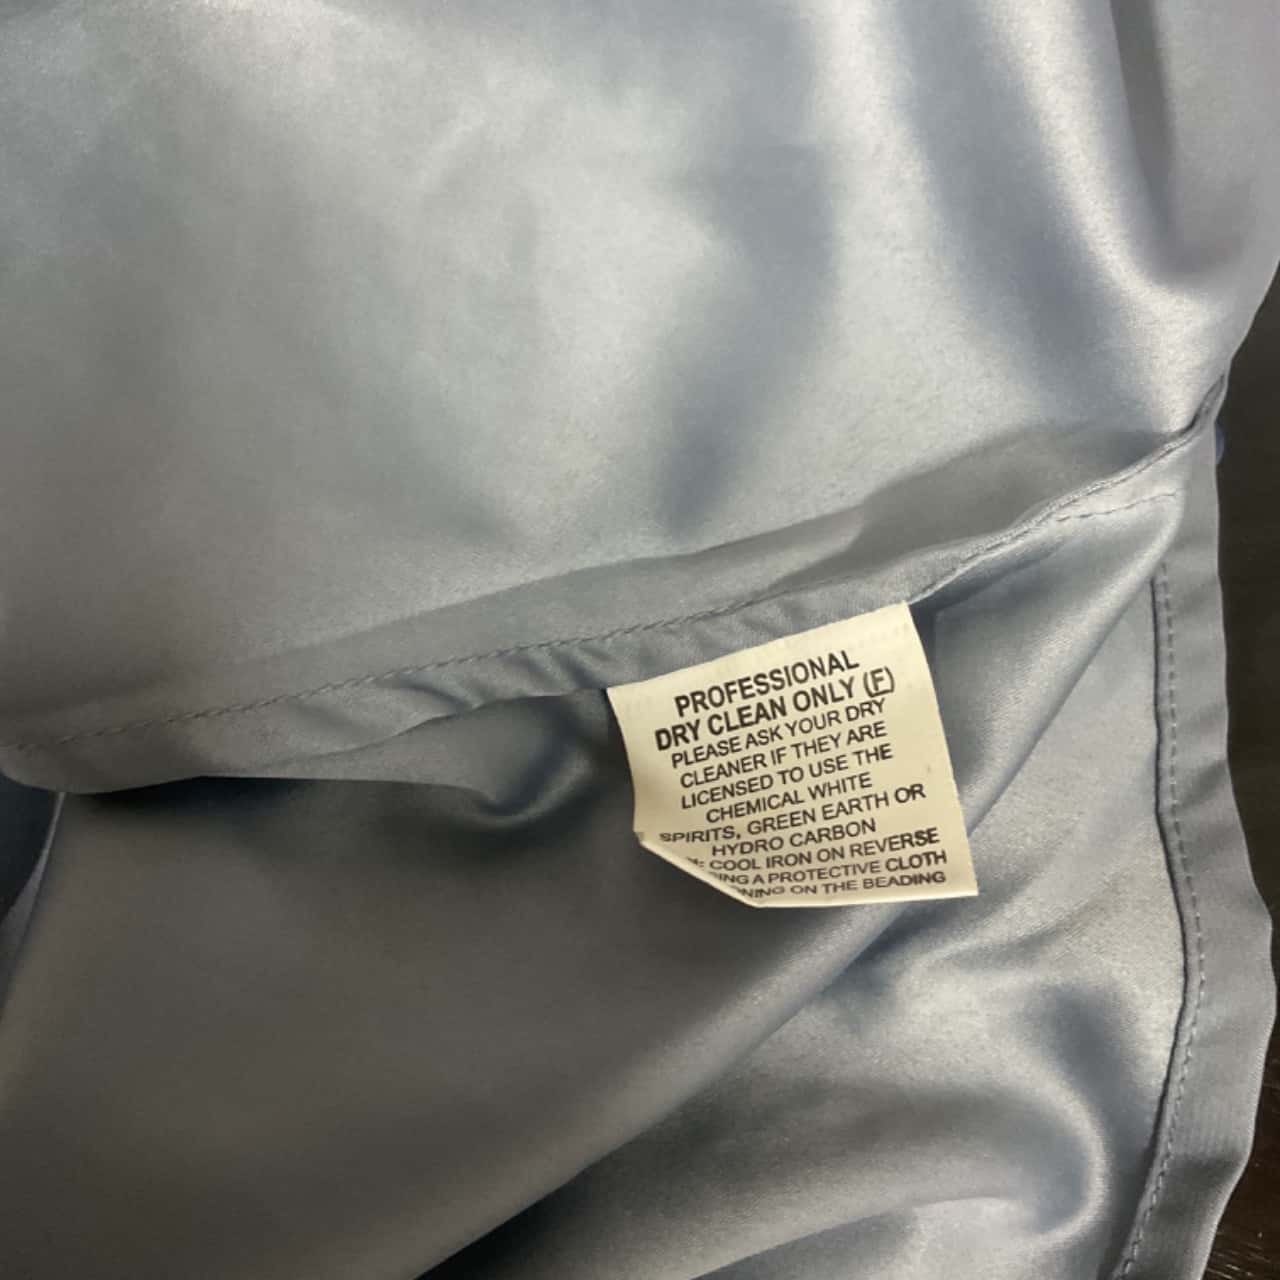 PROFESSIONAL
DRY CLEAN ONLY (F)
PLEASE ASK YOUR DRY
CLEANER IF THEY ARE
LICENSED TO USE THE
CHEMICAL WHITE
SPIRITS, GREEN EARTH OR
HYDRO CARBON
COOL IRON ON REVERSE
A PROTECTIVE CLOTH
ON THE BEADING